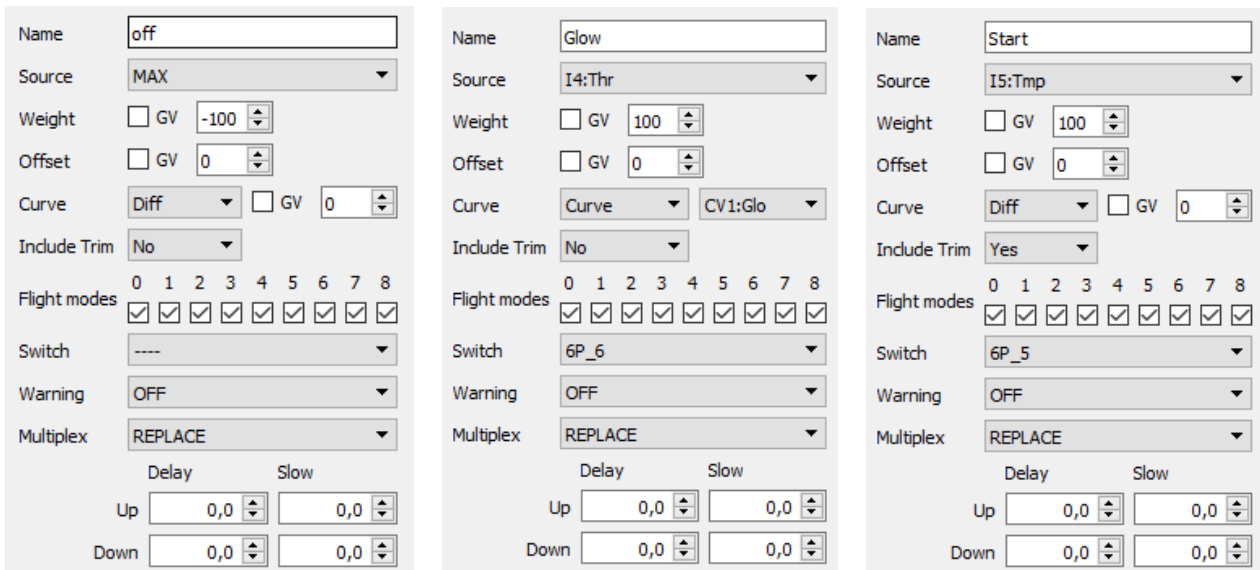 Name off
Source MAX
Weight GV -100
Offset GV 0
Curve Diff GV 0
Include Trim No
0 1 2 3 4 5 6 7 8
Flight modes
Switch ----
Warning OFF
Multiplex REPLACE
Delay Slow
Up 0,0 0,0
Down 0,0 0,0
Name Glow
Source I4:Thr
Weight GV 100
Offset GV 0
Curve Curve CV1:Glo
Include Trim No
0 1 2 3 4 5 6 7 8
Flight modes
Switch 6P_6
Warning OFF
Multiplex REPLACE
Delay Slow
Up 0,0 0,0
Down 0,0 0,0
Name Start
Source I5:Tmp
Weight GV 100
Offset GV 0
Curve Diff GV 0
Include Trim Yes
0 1 2 3 4 5 6 7 8
Flight modes
Switch 6P_5
Warning OFF
Multiplex REPLACE
Delay Slow
Up 0,0 0,0
Down 0,0 0,0